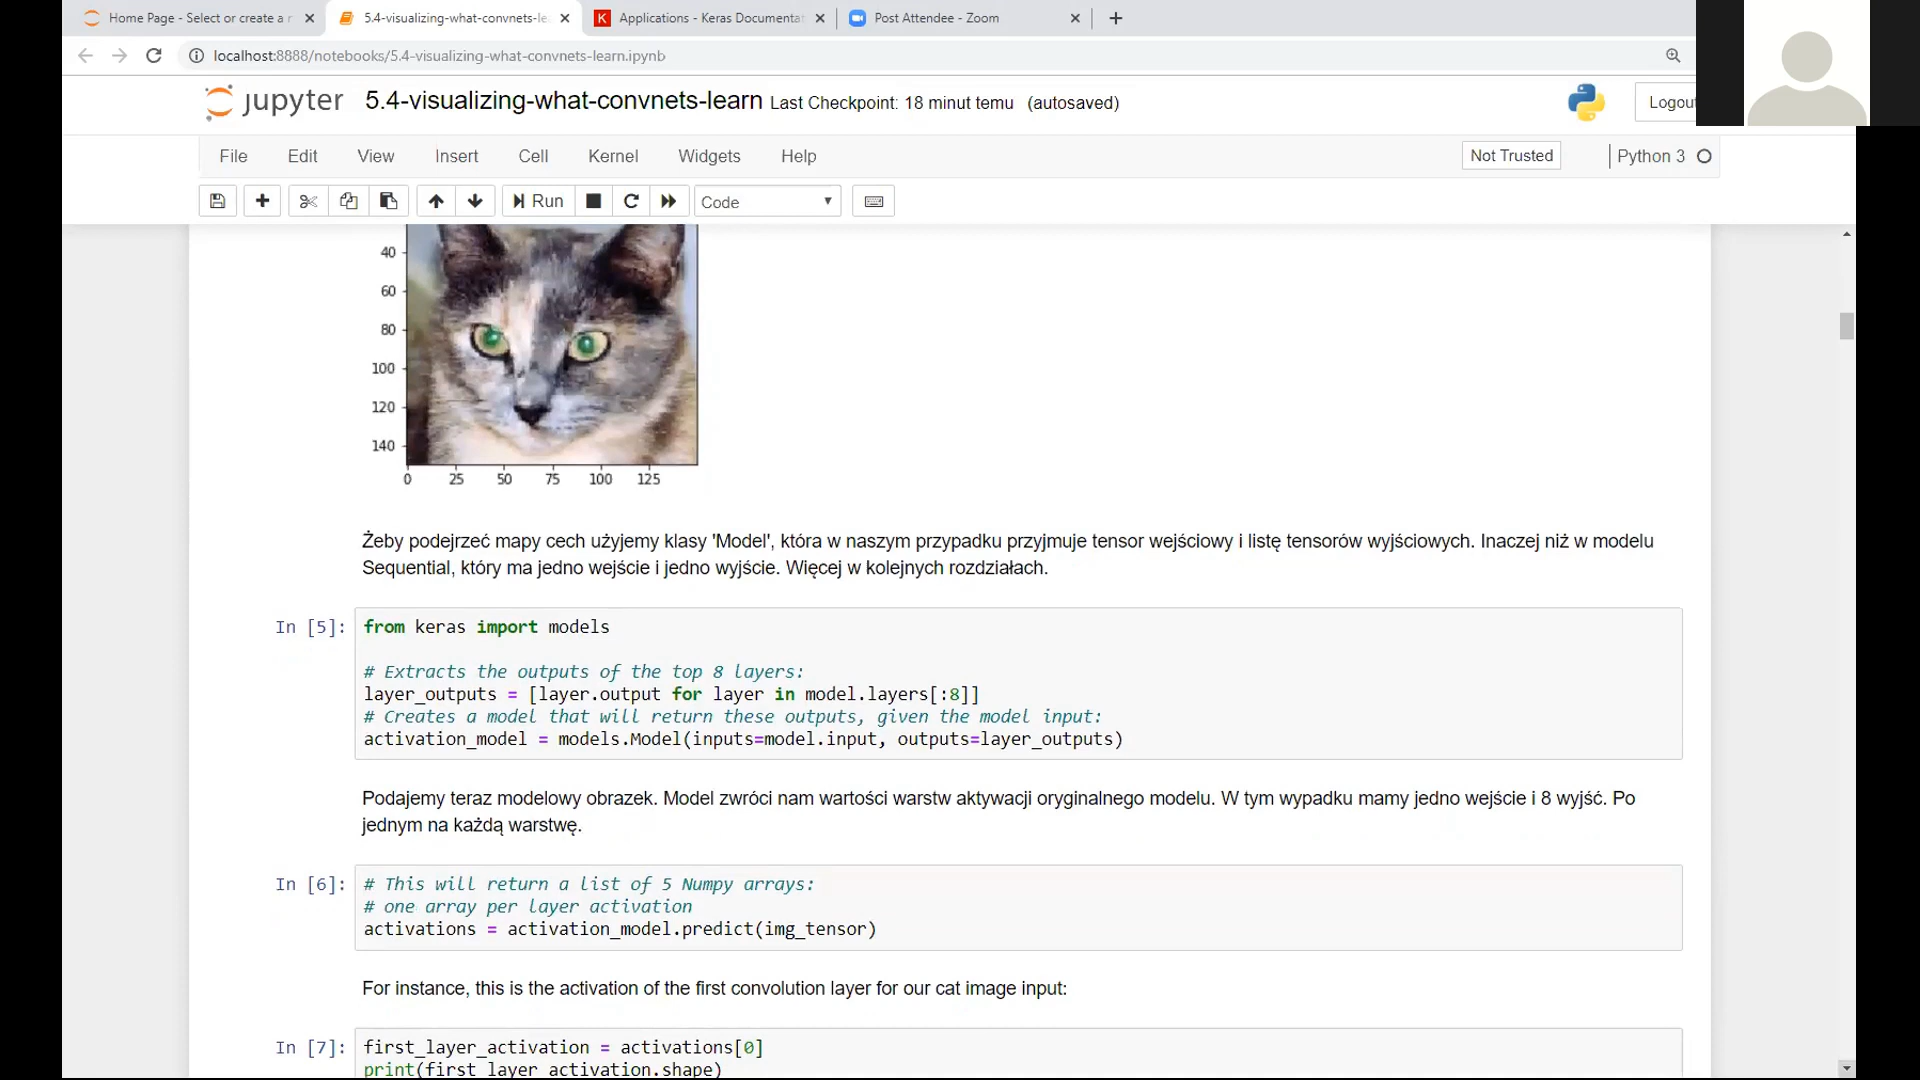 Home Page - Select or create a n
5.4-visualizing-what-convnets-le
Applications - Keras Documentat
Post Attendee - Zoom
localhost:8888/notebooks/5.4-visualizing-what-convnets-learn.ipynb
jupyter 5.4-visualizing-what-convnets-learn Last Checkpoint: 18 minut temu (autosaved)
Logout
File Edit View Insert Cell Kernel Widgets Help
Not Trusted
Python 3
Run
Code
40
60
80
100
120
140
0 25 50 75 100 125
Żeby podejrzeć mapy cech użyjemy klasy 'Model', która w naszym przypadku przyjmuje tensor wejściowy i listę tensorów wyjściowych. Inaczej niż w modelu
Sequential, który ma jedno wejście i jedno wyjście. Więcej w kolejnych rozdziałach.
In [5]: from keras import models
# Extracts the outputs of the top 8 layers:
layer_outputs = [layer.output for layer in model.layers[:8]]
# Creates a model that will return these outputs, given the model input:
activation_model = models.Model(inputs=model.input, outputs=layer_outputs)
Podajemy teraz modelowy obrazek. Model zwróci nam wartości warstw aktywacji oryginalnego modelu. W tym wypadku mamy jedno wejście i 8 wyjść. Po
jednym na każdą warstwę.
In [6]: # This will return a list of 5 Numpy arrays:
# one array per layer activation
activations = activation_model.predict(img_tensor)
For instance, this is the activation of the first convolution layer for our cat image input:
In [7]: first_layer_activation = activations[0]
print(first_layer_activation.shape)